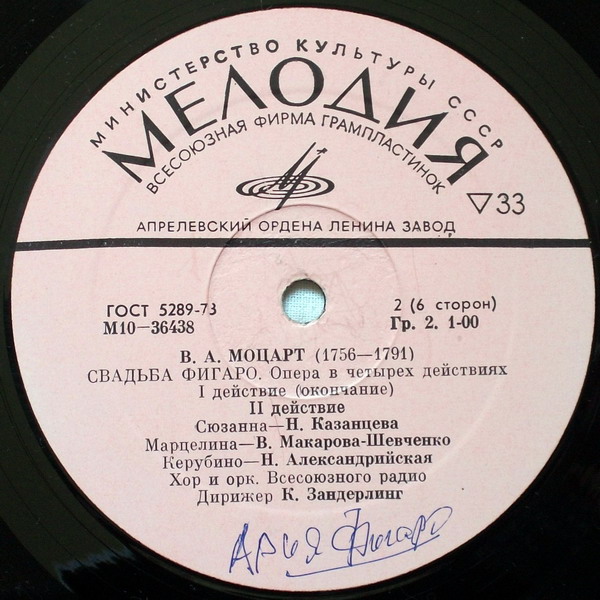 МИНИСТЕРСТВО КУЛЬТУРЫ СССР
МЕЛОДИЯ
ВСЕСОЮЗНАЯ ФИРМА ГРАМПЛАСТИНОК
33
АПРЕЛЕВСКИЙ ОРДЕНА ЛЕНИНА ЗАВОД
ГОСТ 5289-73
2 (6 сторон)
М10—36438
Гр. 2. 1-00
В. А. МОЦАРТ (1756—1791)
СВАДЬБА ФИГАРО. Опера в четырех действиях
I действие (окончание)
II действие
Сюзанна—Н. Казанцева
Марцелина—В. Макарова-Шевченко
Керубино—Н. Александрийская
Хор и орк. Всесоюзного радио
Дирижер К. Зандерлинг
Ария Фигаро